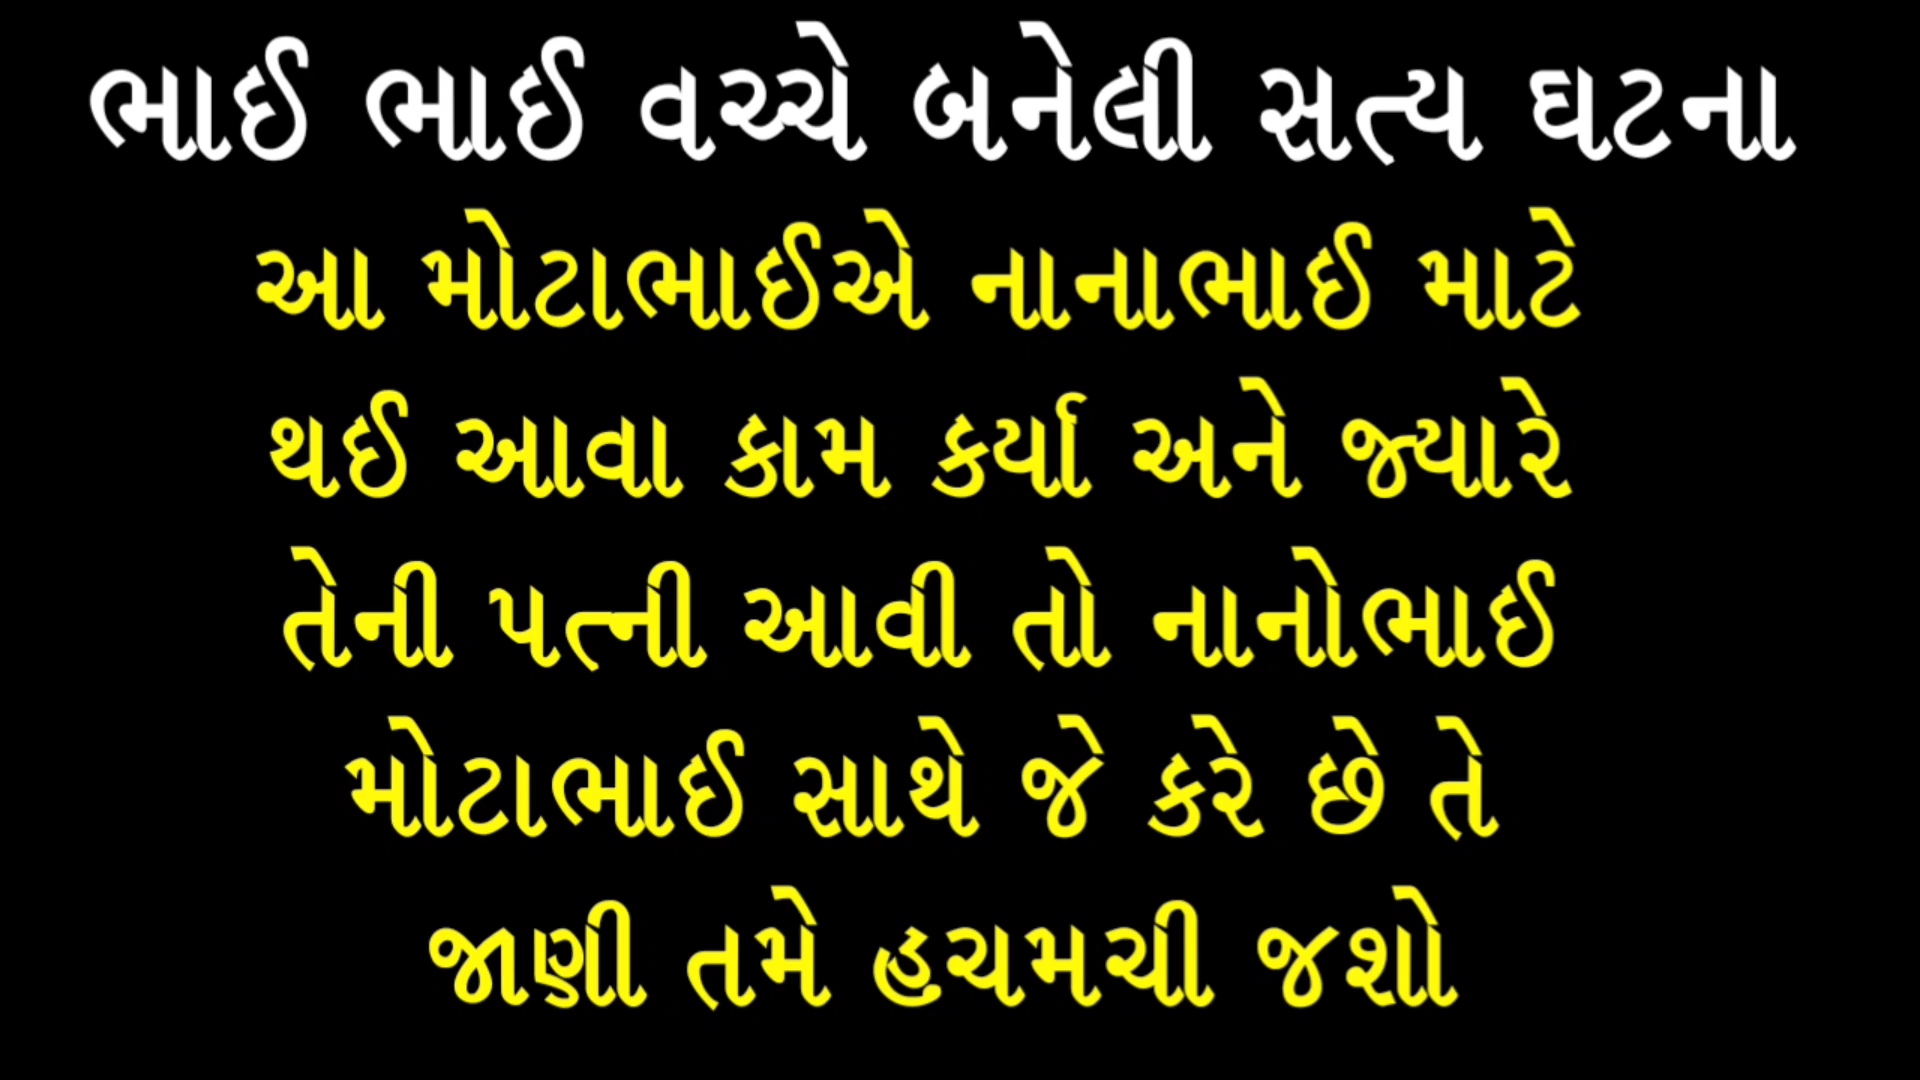 ભાઈ ભાઈ વચ્ચે બનેલી સત્ય ઘટના
આ મોટાભાઈએ નાનાભાઈ માટે
થઈ આવા કામ કર્યા અને જ્યારે
તેની પત્ની આવી તો નાનોભાઈ
મોટાભાઈ સાથે જે કરે છે તે
જાણી તમે હચમચી જશો